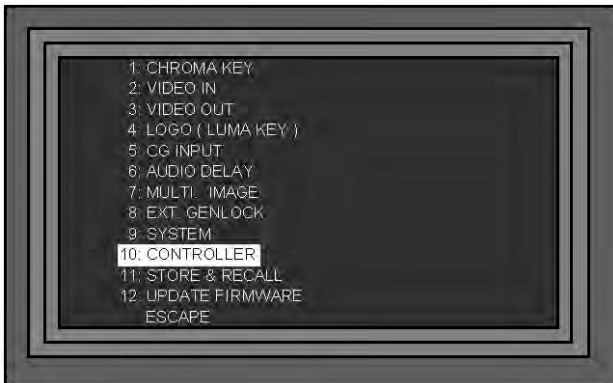 1: CHROMA KEY
2: VIDEO IN
3: VIDEO OUT
4: LOGO ( LUMA KEY )
5: CG INPUT
6: AUDIO DELAY
7: MULTI. IMAGE
8: EXT. GENLOCK
9: SYSTEM
10: CONTROLLER
11: STORE & RECALL
12: UPDATE FIRMWARE
ESCAPE